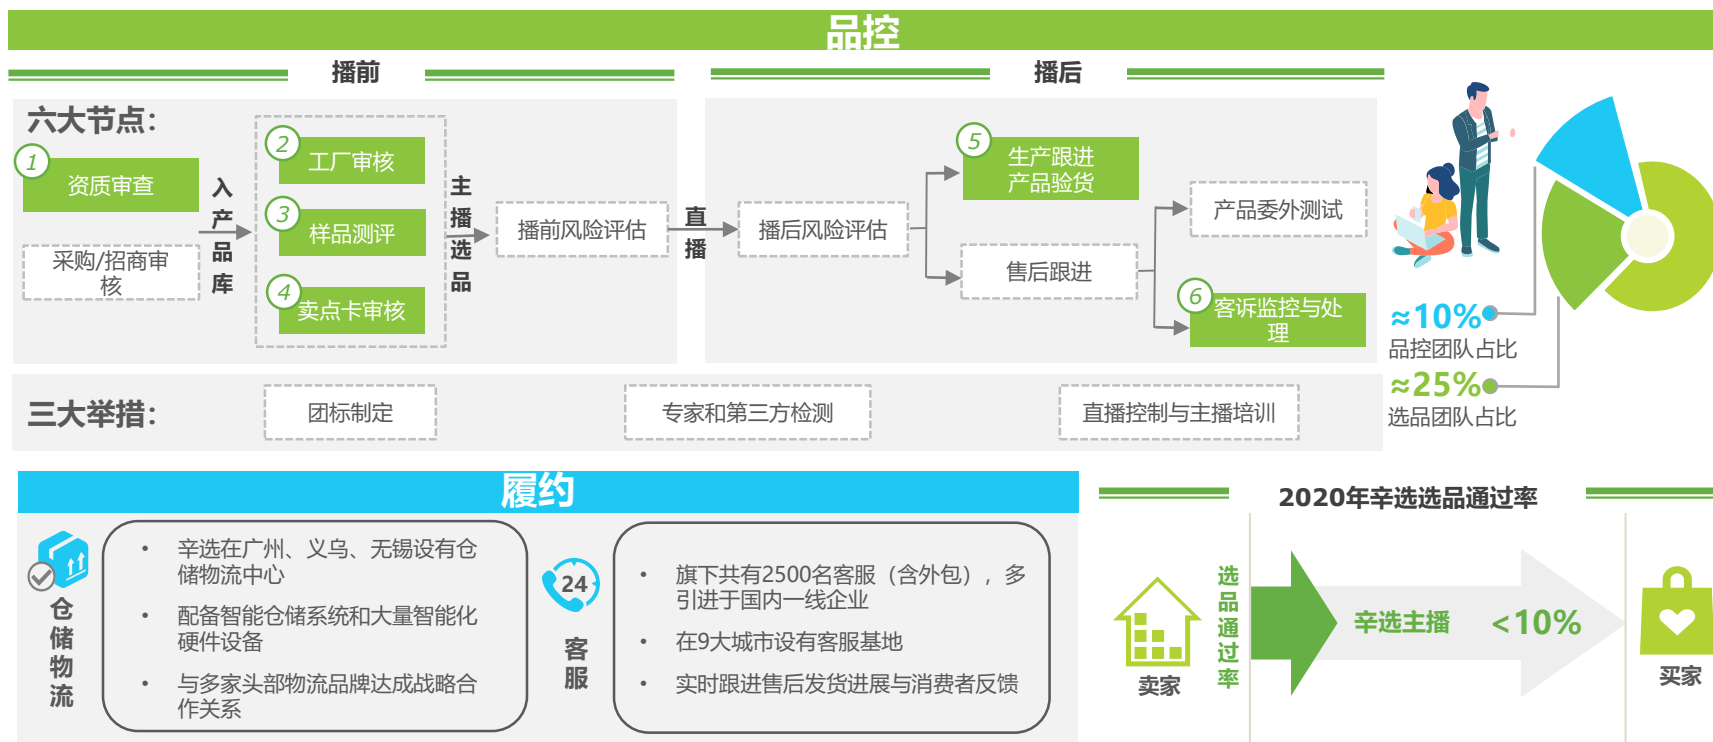 品控
播前
播后
六大节点：
1
资质审查
采购/招商审
核
入
产
品
库
2
工厂审核
3
样品测评
4
卖点卡审核
主
播
选
品
播前风险评估
直
播
播后风险评估
5
生产跟进
产品验货
售后跟进
产品委外测试
6
客诉监控与处
理
≈10%
品控团队占比
≈25%
选品团队占比
三大举措：
团标制定
专家和第三方检测
直播控制与主播培训
履约
仓
储
物
流
• 辛选在广州、义乌、无锡设有仓
储物流中心
• 配备智能仓储系统和大量智能化
硬件设备
• 与多家头部物流品牌达成战略合
作关系
24
客
服
• 旗下共有2500名客服（含外包），多
引进于国内一线企业
• 在9大城市设有客服基地
• 实时跟进售后发货进展与消费者反馈
2020年辛选选品通过率
卖家
选
品
通
过
率
辛选主播
<10%
买家